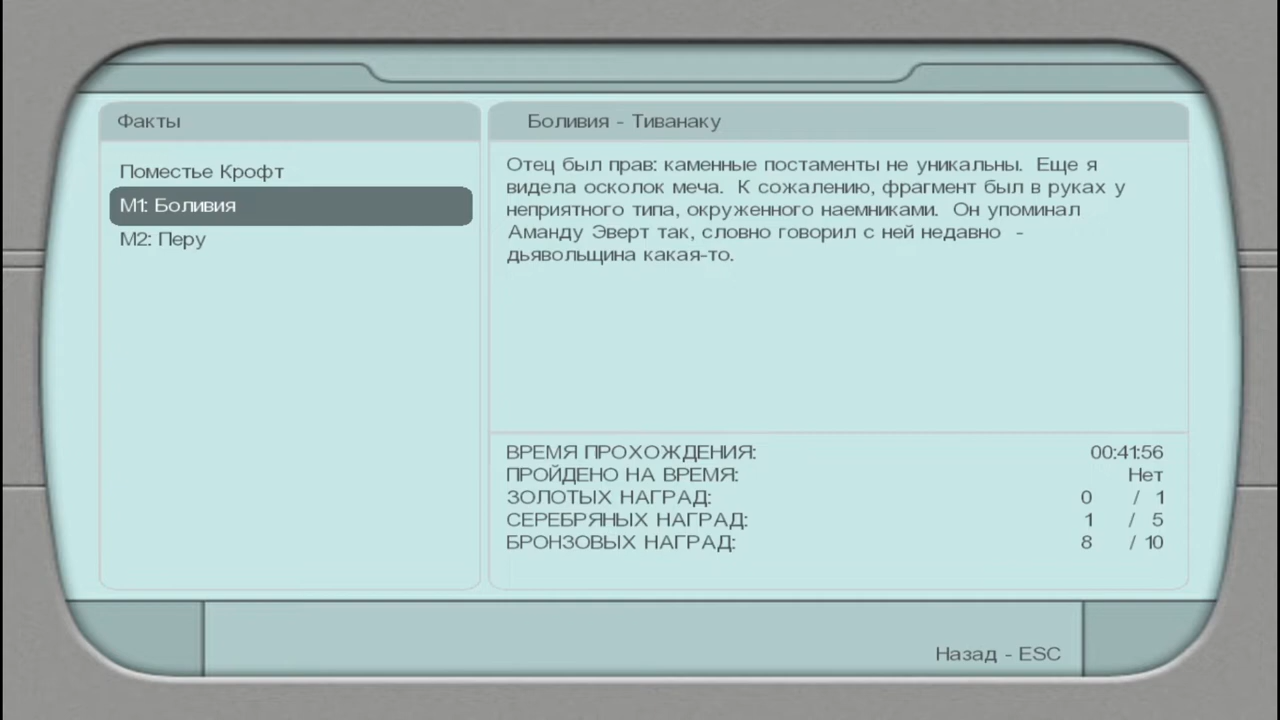 Факты
Поместье Крофт
М1: Боливия
М2: Перу
Боливия - Тиванаку
Отец был прав: каменные постаменты не уникальны. Еще я
видела осколок меча. К сожалению, фрагмент был в руках у
неприятного типа, окруженного наемниками. Он упоминал
Аманду Эверт так, словно говорил с ней недавно -
дьявольщина какая-то.
ВРЕМЯ ПРОХОЖДЕНИЯ: 00:41:56
ПРОЙДЕНО НА ВРЕМЯ: Нет
ЗОЛОТЫХ НАГРАД: 0 / 1
СЕРЕБРЯНЫХ НАГРАД: 1 / 5
БРОНЗОВЫХ НАГРАД: 8 / 10
Назад - ESC